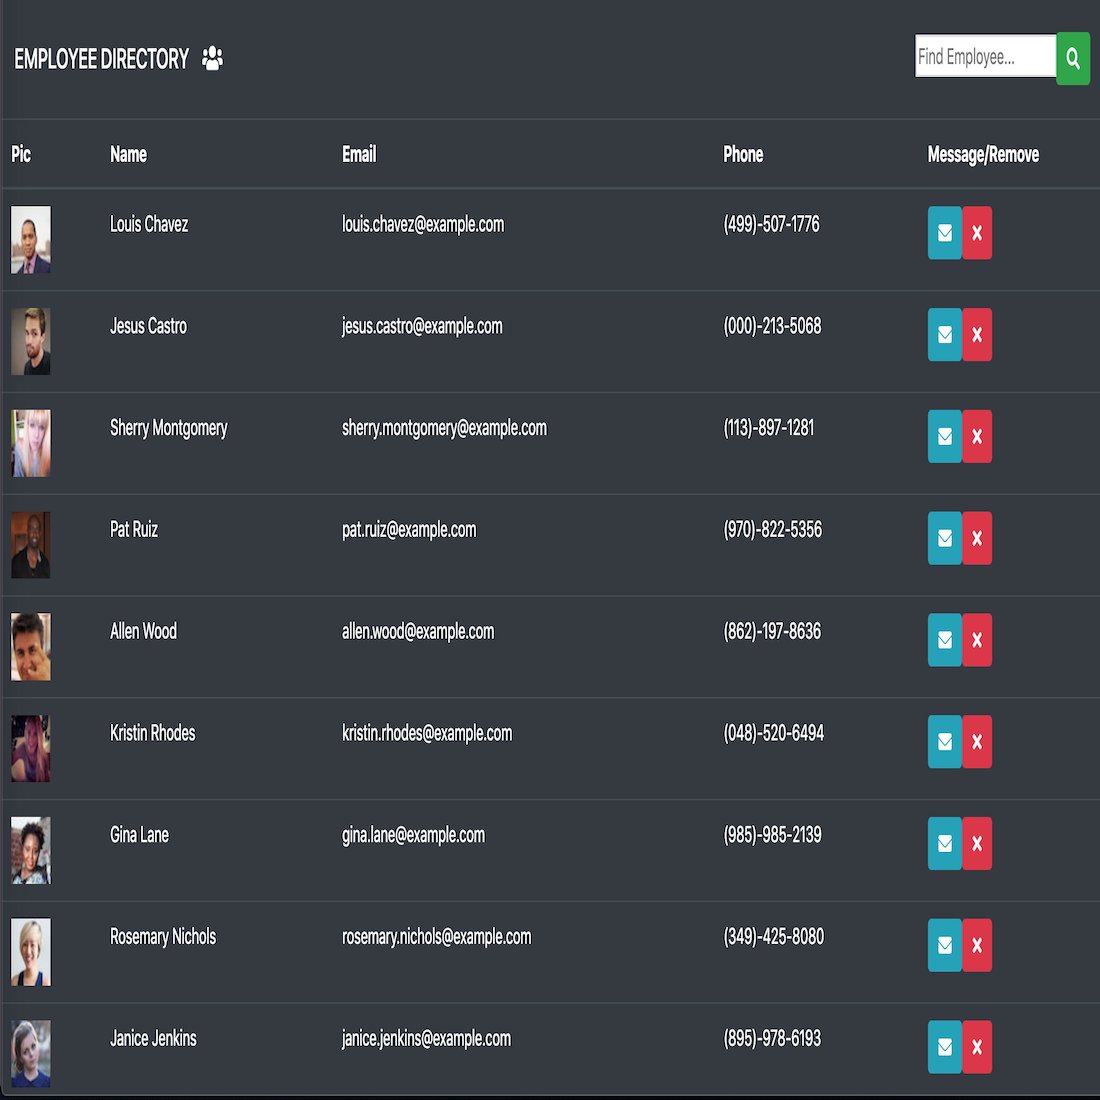 EMPLOYEE DIRECTORY
Find Employee...
Pic Name Email Phone Message/Remove
Louis Chavez louis.chavez@example.com (499)-507-1776
Jesus Castro jesus.castro@example.com (000)-213-5068
Sherry Montgomery sherry.montgomery@example.com (113)-897-1281
Pat Ruiz pat.ruiz@example.com (970)-822-5356
Allen Wood allen.wood@example.com (862)-197-8636
Kristin Rhodes kristin.rhodes@example.com (048)-520-6494
Gina Lane gina.lane@example.com (985)-985-2139
Rosemary Nichols rosemary.nichols@example.com (349)-425-8080
Janice Jenkins janice.jenkins@example.com (895)-978-6193